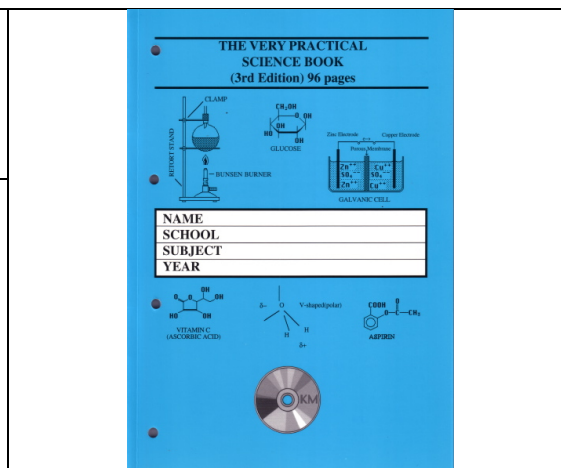 THE VERY PRACTICAL
SCIENCE BOOK
(3rd Edition) 96 pages
CLAMP
RETORT STAND
BUNSEN BURNER
CH₂OH
O OH
OH
HO
OH
GLUCOSE
Zinc Electrode
Copper Electrode
Porous Membrane
Zn⁺⁺ Cu⁺⁺
SO₄⁻⁻ SO₄⁻⁻
Zn⁺⁺ Cu⁺⁺
GALVANIC CELL
NAME
SCHOOL
SUBJECT
YEAR
OH
O O OH
HO OH
VITAMIN C
(ASCORBIC ACID)
δ− O V-shaped(polar)
H H
δ+
COOH O
O—C—CH₃
ASPIRIN
KM